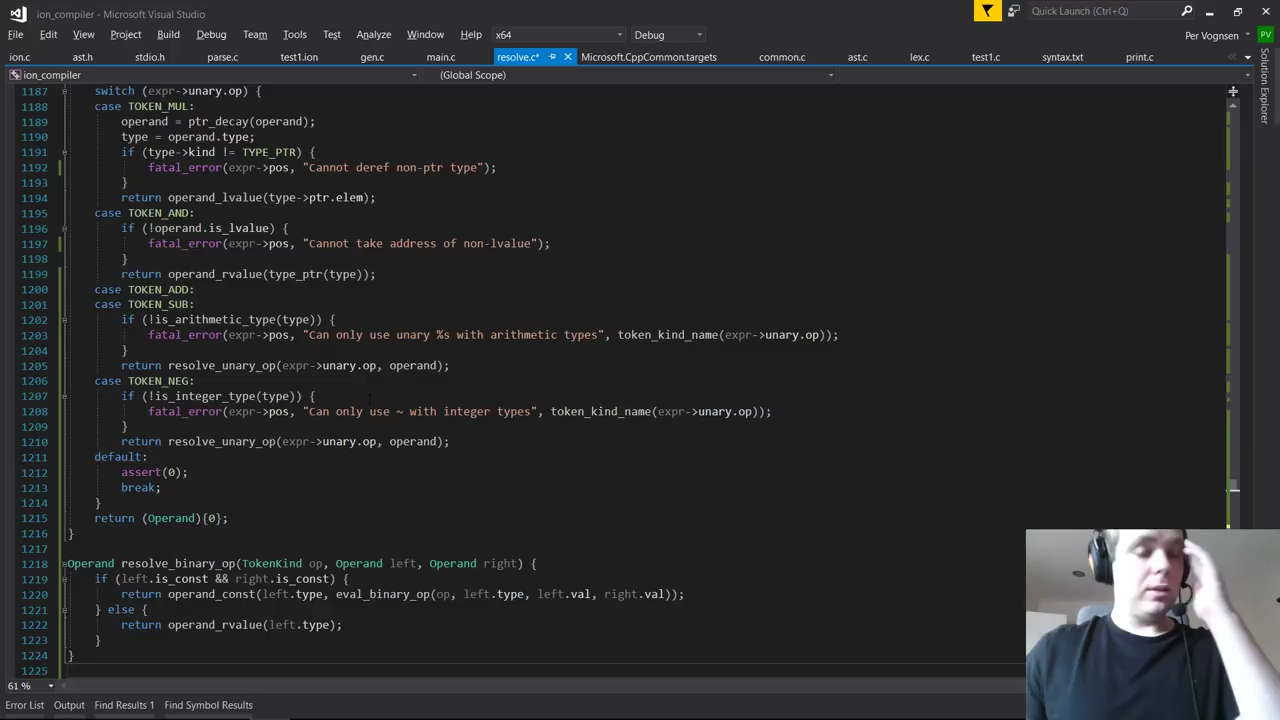 ion_compiler - Microsoft Visual Studio
Quick Launch (Ctrl+Q)
File Edit View Project Build Debug Team Tools Test Analyze Window Help x64 Debug Per Vognsen PV
ion.c ast.h stdio.h parse.c test1.ion gen.c main.c resolve.c* Microsoft.CppCommon.targets common.c ast.c lex.c test1.c syntax.txt print.c
ion_compiler (Global Scope)
Solution Explorer
1187 switch (expr->unary.op) {
1188 case TOKEN_MUL:
1189 operand = ptr_decay(operand);
1190 type = operand.type;
1191 if (type->kind != TYPE_PTR) {
1192 fatal_error(expr->pos, "Cannot deref non-ptr type");
1193 }
1194 return operand_lvalue(type->ptr.elem);
1195 case TOKEN_AND:
1196 if (!operand.is_lvalue) {
1197 fatal_error(expr->pos, "Cannot take address of non-lvalue");
1198 }
1199 return operand_rvalue(type_ptr(type));
1200 case TOKEN_ADD:
1201 case TOKEN_SUB:
1202 if (!is_arithmetic_type(type)) {
1203 fatal_error(expr->pos, "Can only use unary %s with arithmetic types", token_kind_name(expr->unary.op));
1204 }
1205 return resolve_unary_op(expr->unary.op, operand);
1206 case TOKEN_NEG:
1207 if (!is_integer_type(type)) {
1208 fatal_error(expr->pos, "Can only use ~ with integer types", token_kind_name(expr->unary.op));
1209 }
1210 return resolve_unary_op(expr->unary.op, operand);
1211 default:
1212 assert(0);
1213 break;
1214 }
1215 return (Operand){0};
1216 }
1217
1218 Operand resolve_binary_op(TokenKind op, Operand left, Operand right) {
1219 if (left.is_const && right.is_const) {
1220 return operand_const(left.type, eval_binary_op(op, left.type, left.val, right.val));
1221 } else {
1222 return operand_rvalue(left.type);
1223 }
1224 }
1225
61 %
Error List Output Find Results 1 Find Symbol Results